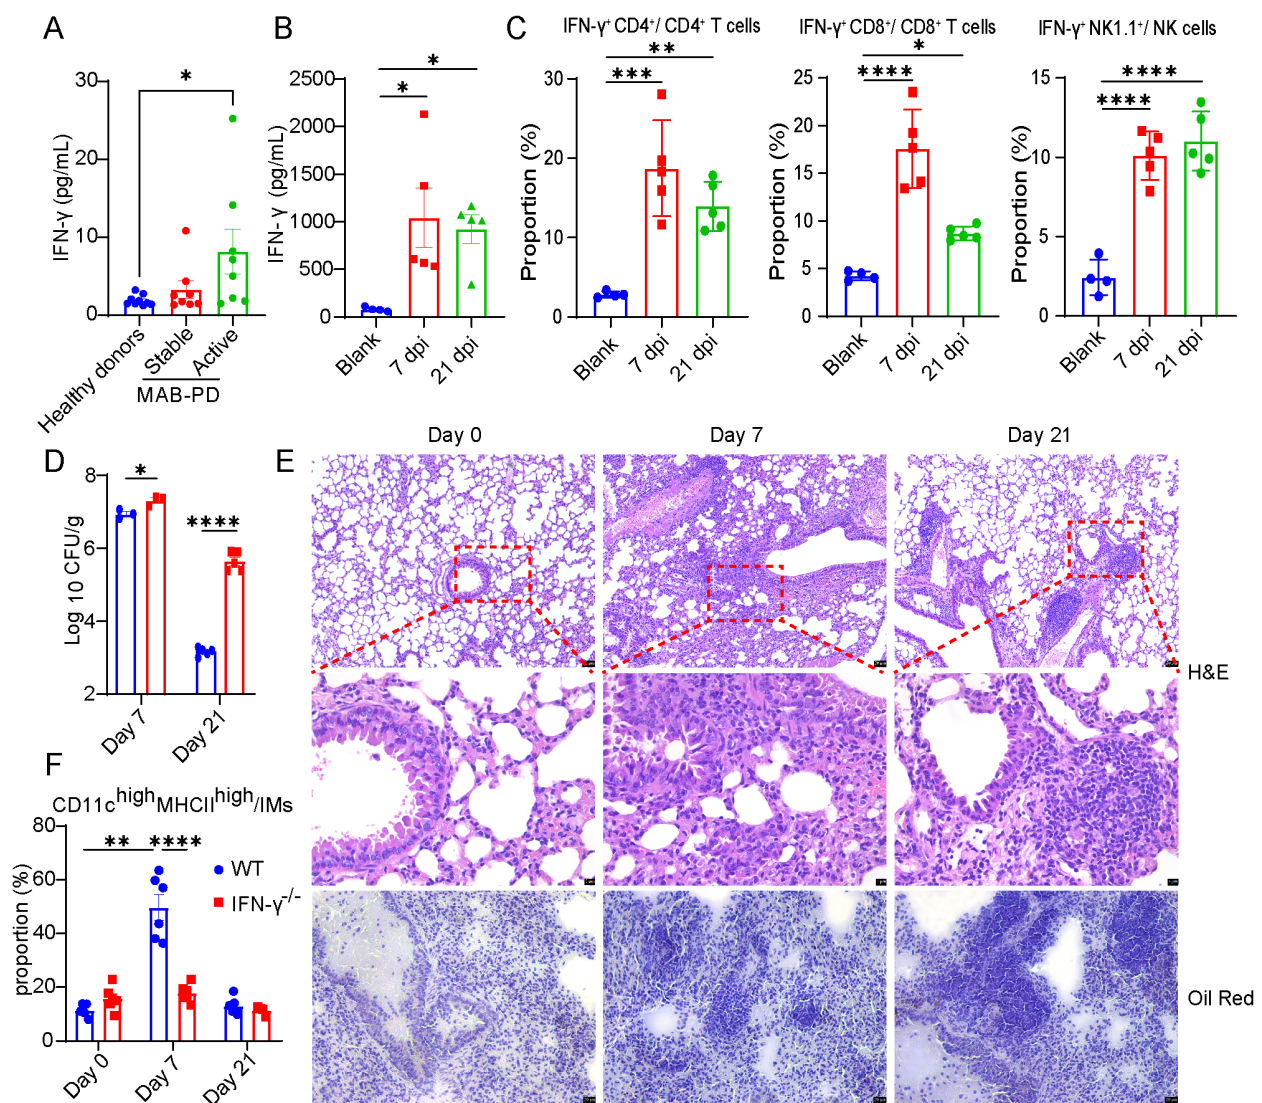 A
IFN-γ (pg/mL)
30
20
10
0
*
Healthy donors
Stable
Active
MAB-PD
B
IFN-γ (pg/mL)
2500
2000
1500
1000
500
0
*
*
Blank
7 dpi
21 dpi
C
IFN-γ⁺ CD4⁺/ CD4⁺ T cells
Proportion (%)
30
20
10
0
**
***
Blank
7 dpi
21 dpi
IFN-γ⁺ CD8⁺/ CD8⁺ T cells
Proportion (%)
25
20
15
10
5
0
*
****
Blank
7 dpi
21 dpi
IFN-γ⁺ NK1.1⁺/ NK cells
Proportion (%)
15
10
5
0
****
****
Blank
7 dpi
21 dpi
D
Log 10 CFU/g
8
6
4
2
*
****
Day 7
Day 21
E
Day 0
Day 7
Day 21
H&E
Oil Red
F
CD11c^high MHCII^high/IMs
proportion (%)
80
60
40
20
0
**
****
WT
IFN-γ⁻/⁻
Day 0
Day 7
Day 21